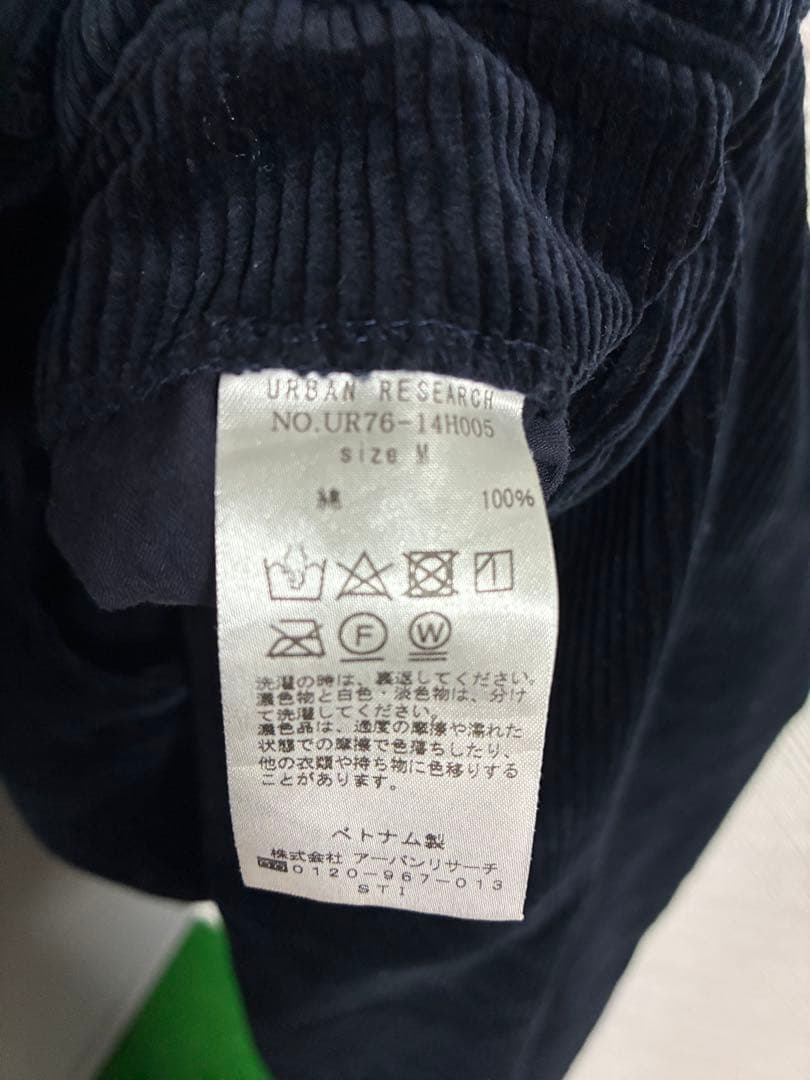 URBAN RESEARCH
NO.UR76-14H005
size M
綿 100%
F W
洗濯の時は、裏返してください。
濃色物と白色・淡色物は、分け
て洗濯してください。
濃色品は、過度の摩擦や濡れた
状態での摩擦で色落ちしたり、
他の衣類や持ち物に色移りする
ことがあります。
ベトナム製
株式会社 アーバンリサーチ
0120-967-013
STI